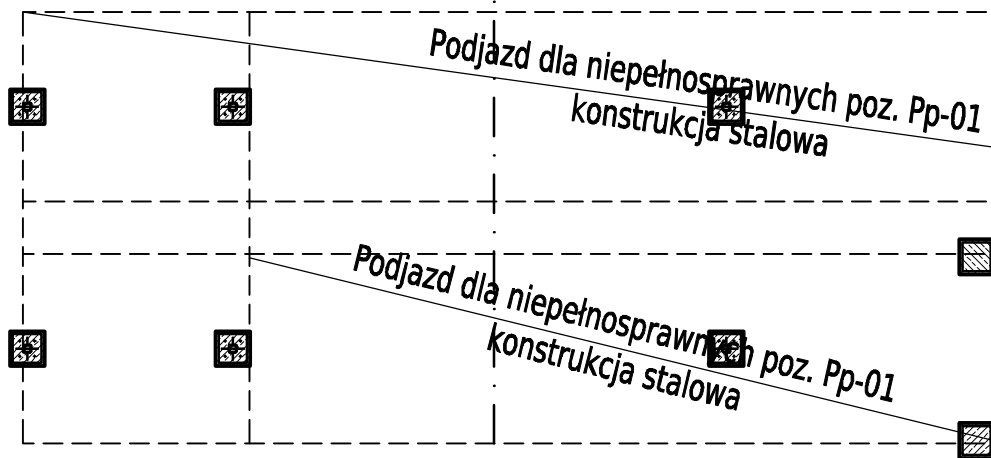 Podjazd dla niepełnosprawnych poz. Pp-01
konstrukcja stalowa
Podjazd dla niepełnosprawnych poz. Pp-01
konstrukcja stalowa